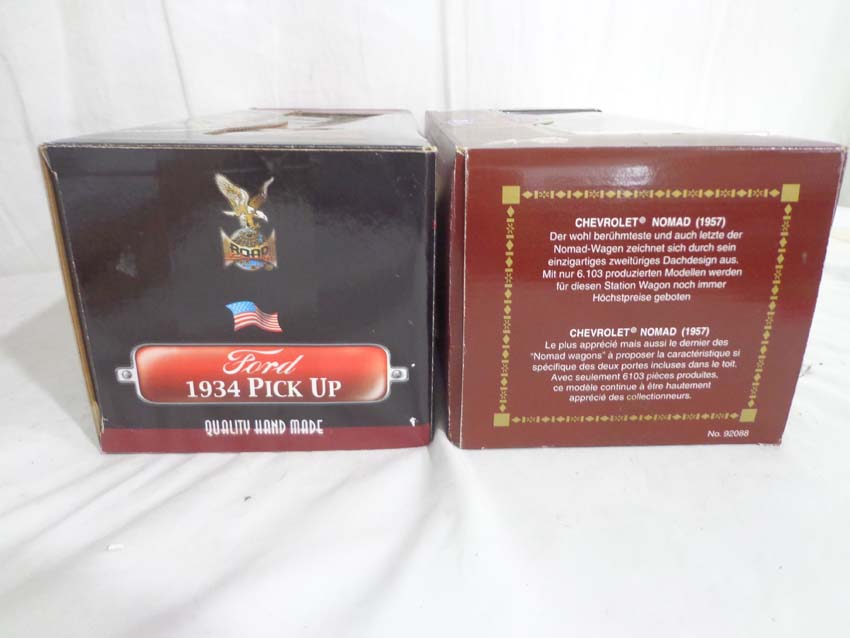 ROAD
Ford
1934 PICK UP
QUALITY HAND MADE
CHEVROLET® NOMAD (1957)
Der wohl berühmteste und auch letzte der
Nomad-Wagen zeichnet sich durch sein
einzigartiges zweitüriges Dachdesign aus.
Mit nur 6.103 produzierten Modellen werden
für diesen Station Wagon noch immer
Höchstpreise geboten
CHEVROLET® NOMAD (1957)
Le plus apprécié mais aussi le dernier des
"Nomad wagons" à proposer la caractéristique si
spécifique des deux portes incluses dans le toit.
Avec seulement 6103 pièces produites,
ce modèle continue à être hautement
apprécié des collectionneurs.
No. 92088